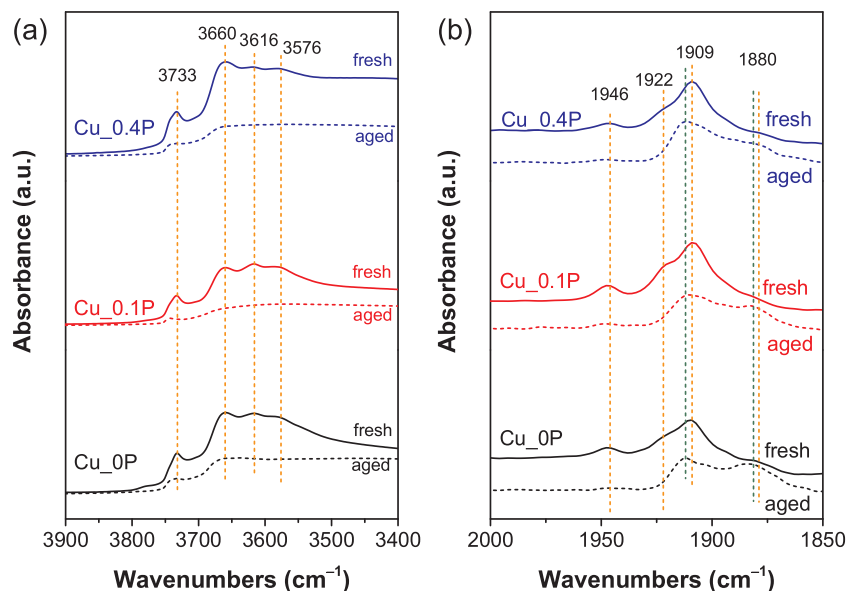 (a)
3733
3660
3616
3576
fresh
Cu_0.4P
aged
fresh
Cu_0.1P
aged
fresh
Cu_0P
aged
Absorbance (a.u.)
3900 3800 3700 3600 3500 3400
Wavenumbers (cm⁻¹)
(b)
1946
1922
1909
1880
Cu_0.4P
fresh
aged
Cu_0.1P
fresh
aged
Cu_0P
fresh
aged
Absorbance (a.u.)
2000 1950 1900 1850
Wavenumbers (cm⁻¹)